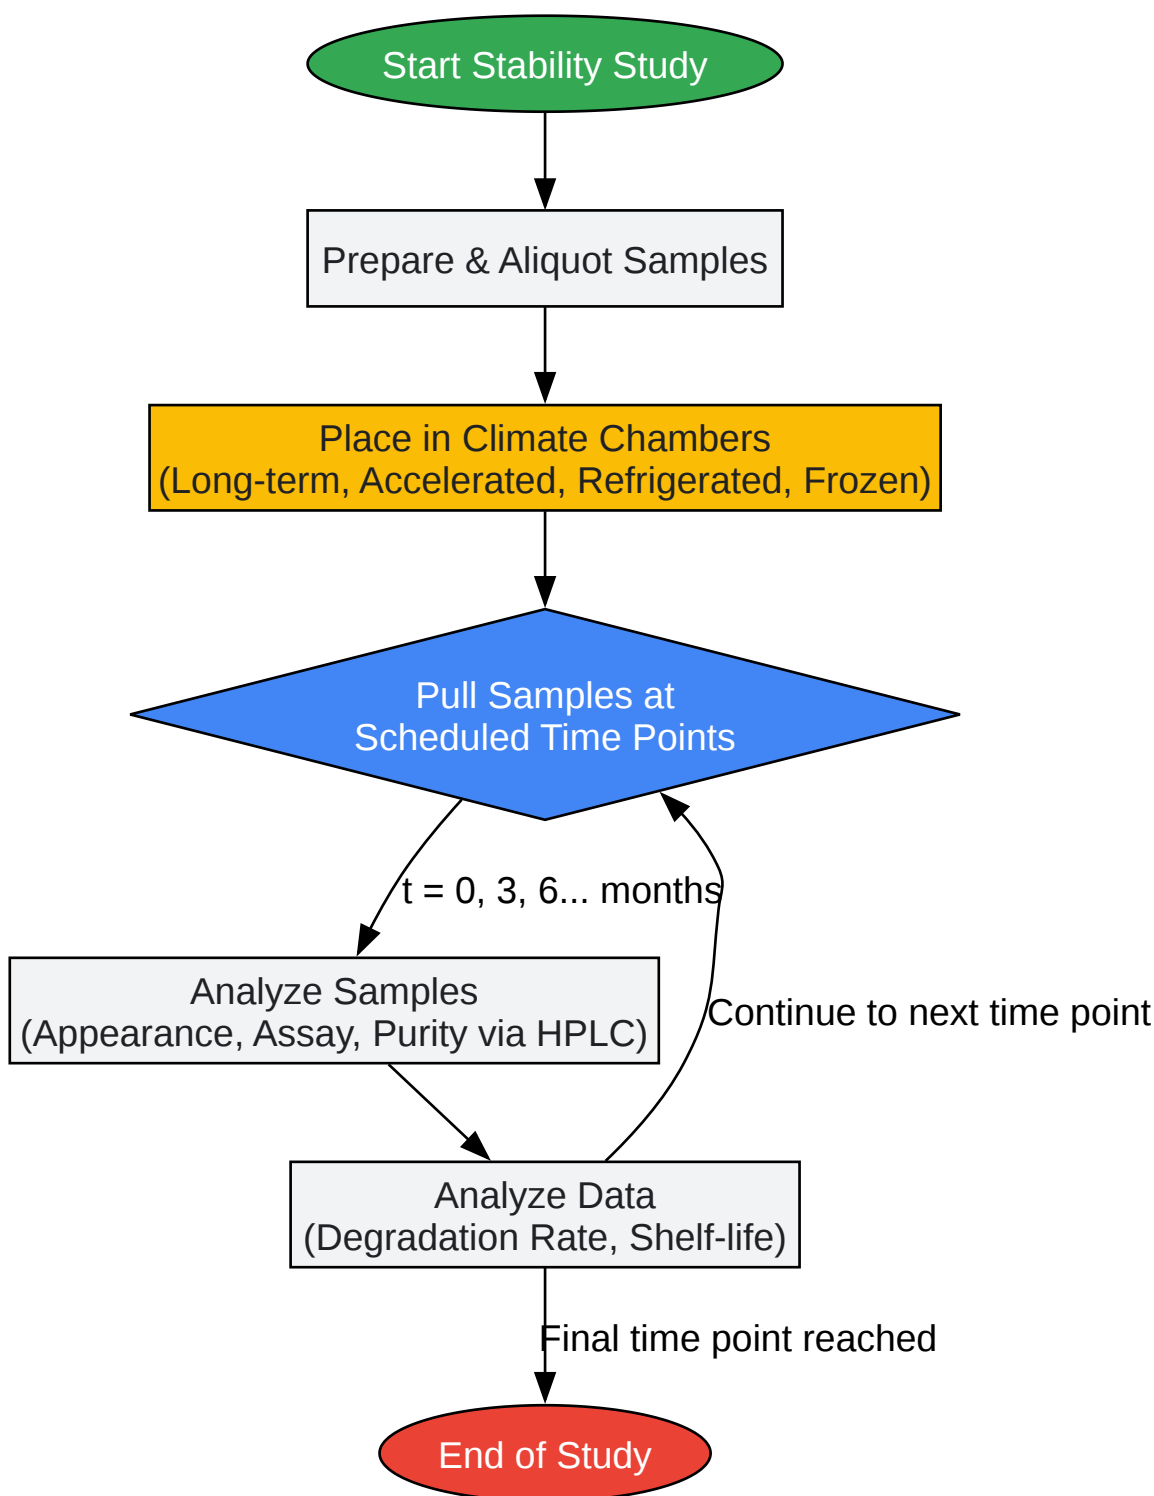 Start Stability Study
Prepare & Aliquot Samples
Place in Climate Chambers
(Long-term, Accelerated, Refrigerated, Frozen)
Pull Samples at
Scheduled Time Points
t = 0, 3, 6... months
Analyze Samples
(Appearance, Assay, Purity via HPLC)
Continue to next time point
Analyze Data
(Degradation Rate, Shelf-life)
Final time point reached
End of Study